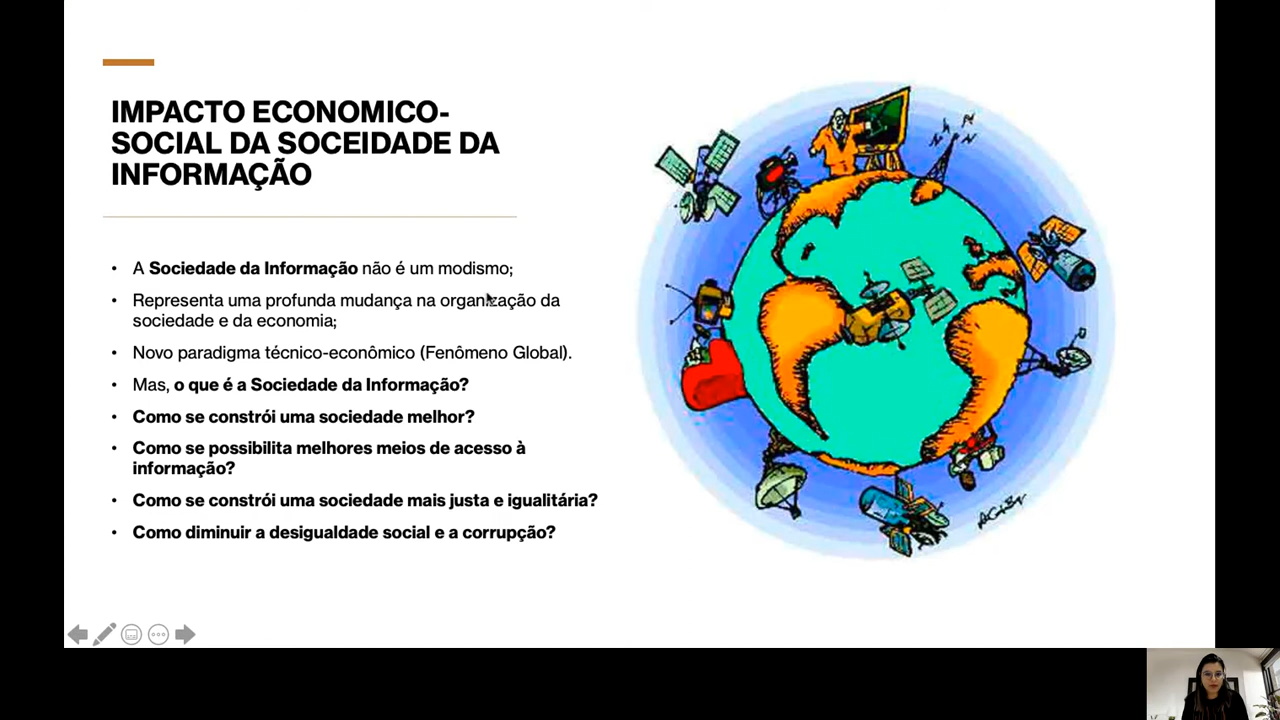 IMPACTO ECONOMICO-
SOCIAL DA SOCEIDADE DA
INFORMAÇÃO
• A Sociedade da Informação não é um modismo;
• Representa uma profunda mudança na organização da
sociedade e da economia;
• Novo paradigma técnico-econômico (Fenômeno Global).
• Mas, o que é a Sociedade da Informação?
• Como se constrói uma sociedade melhor?
• Como se possibilita melhores meios de acesso à
informação?
• Como se constrói uma sociedade mais justa e igualitária?
• Como diminuir a desigualdade social e a corrupção?